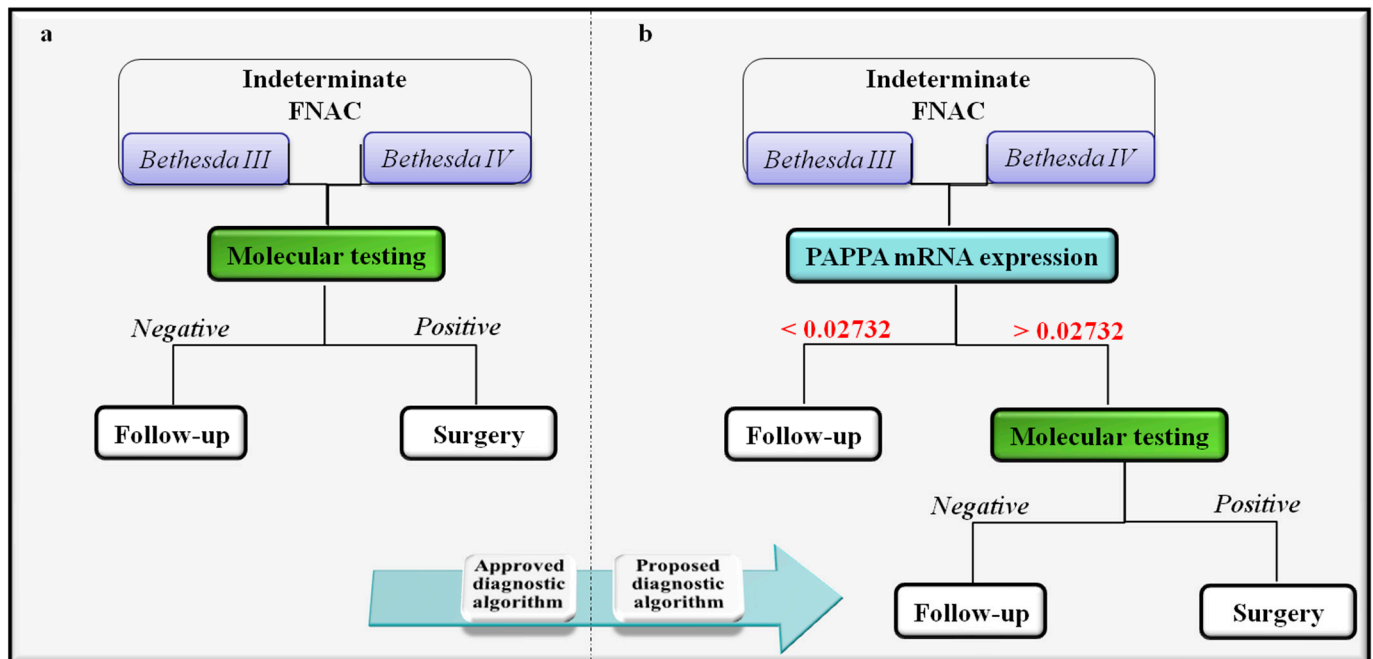 a
Indeterminate
FNAC
Bethesda III
Bethesda IV
Molecular testing
Negative
Positive
Follow-up
Surgery
Approved
diagnostic
algorithm
b
Indeterminate
FNAC
Bethesda III
Bethesda IV
PAPPA mRNA expression
< 0.02732
> 0.02732
Follow-up
Molecular testing
Negative
Positive
Follow-up
Surgery
Proposed
diagnostic
algorithm